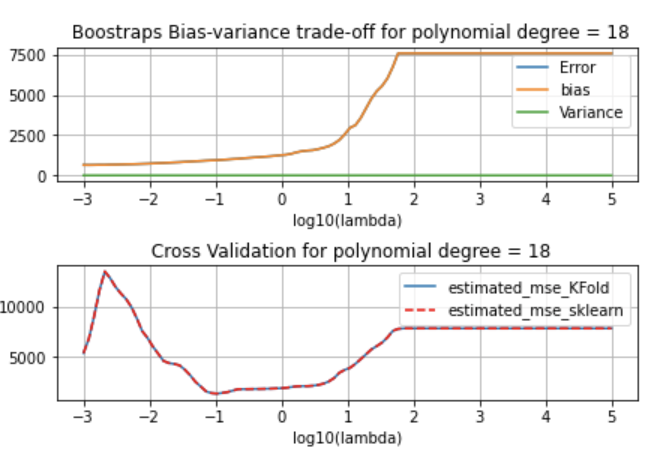 Boostraps Bias-variance trade-off for polynomial degree = 18
7500
5000
2500
0
Error
bias
Variance
−3 −2 −1 0 1 2 3 4 5
log10(lambda)
Cross Validation for polynomial degree = 18
10000
5000
estimated_mse_KFold
estimated_mse_sklearn
−3 −2 −1 0 1 2 3 4 5
log10(lambda)